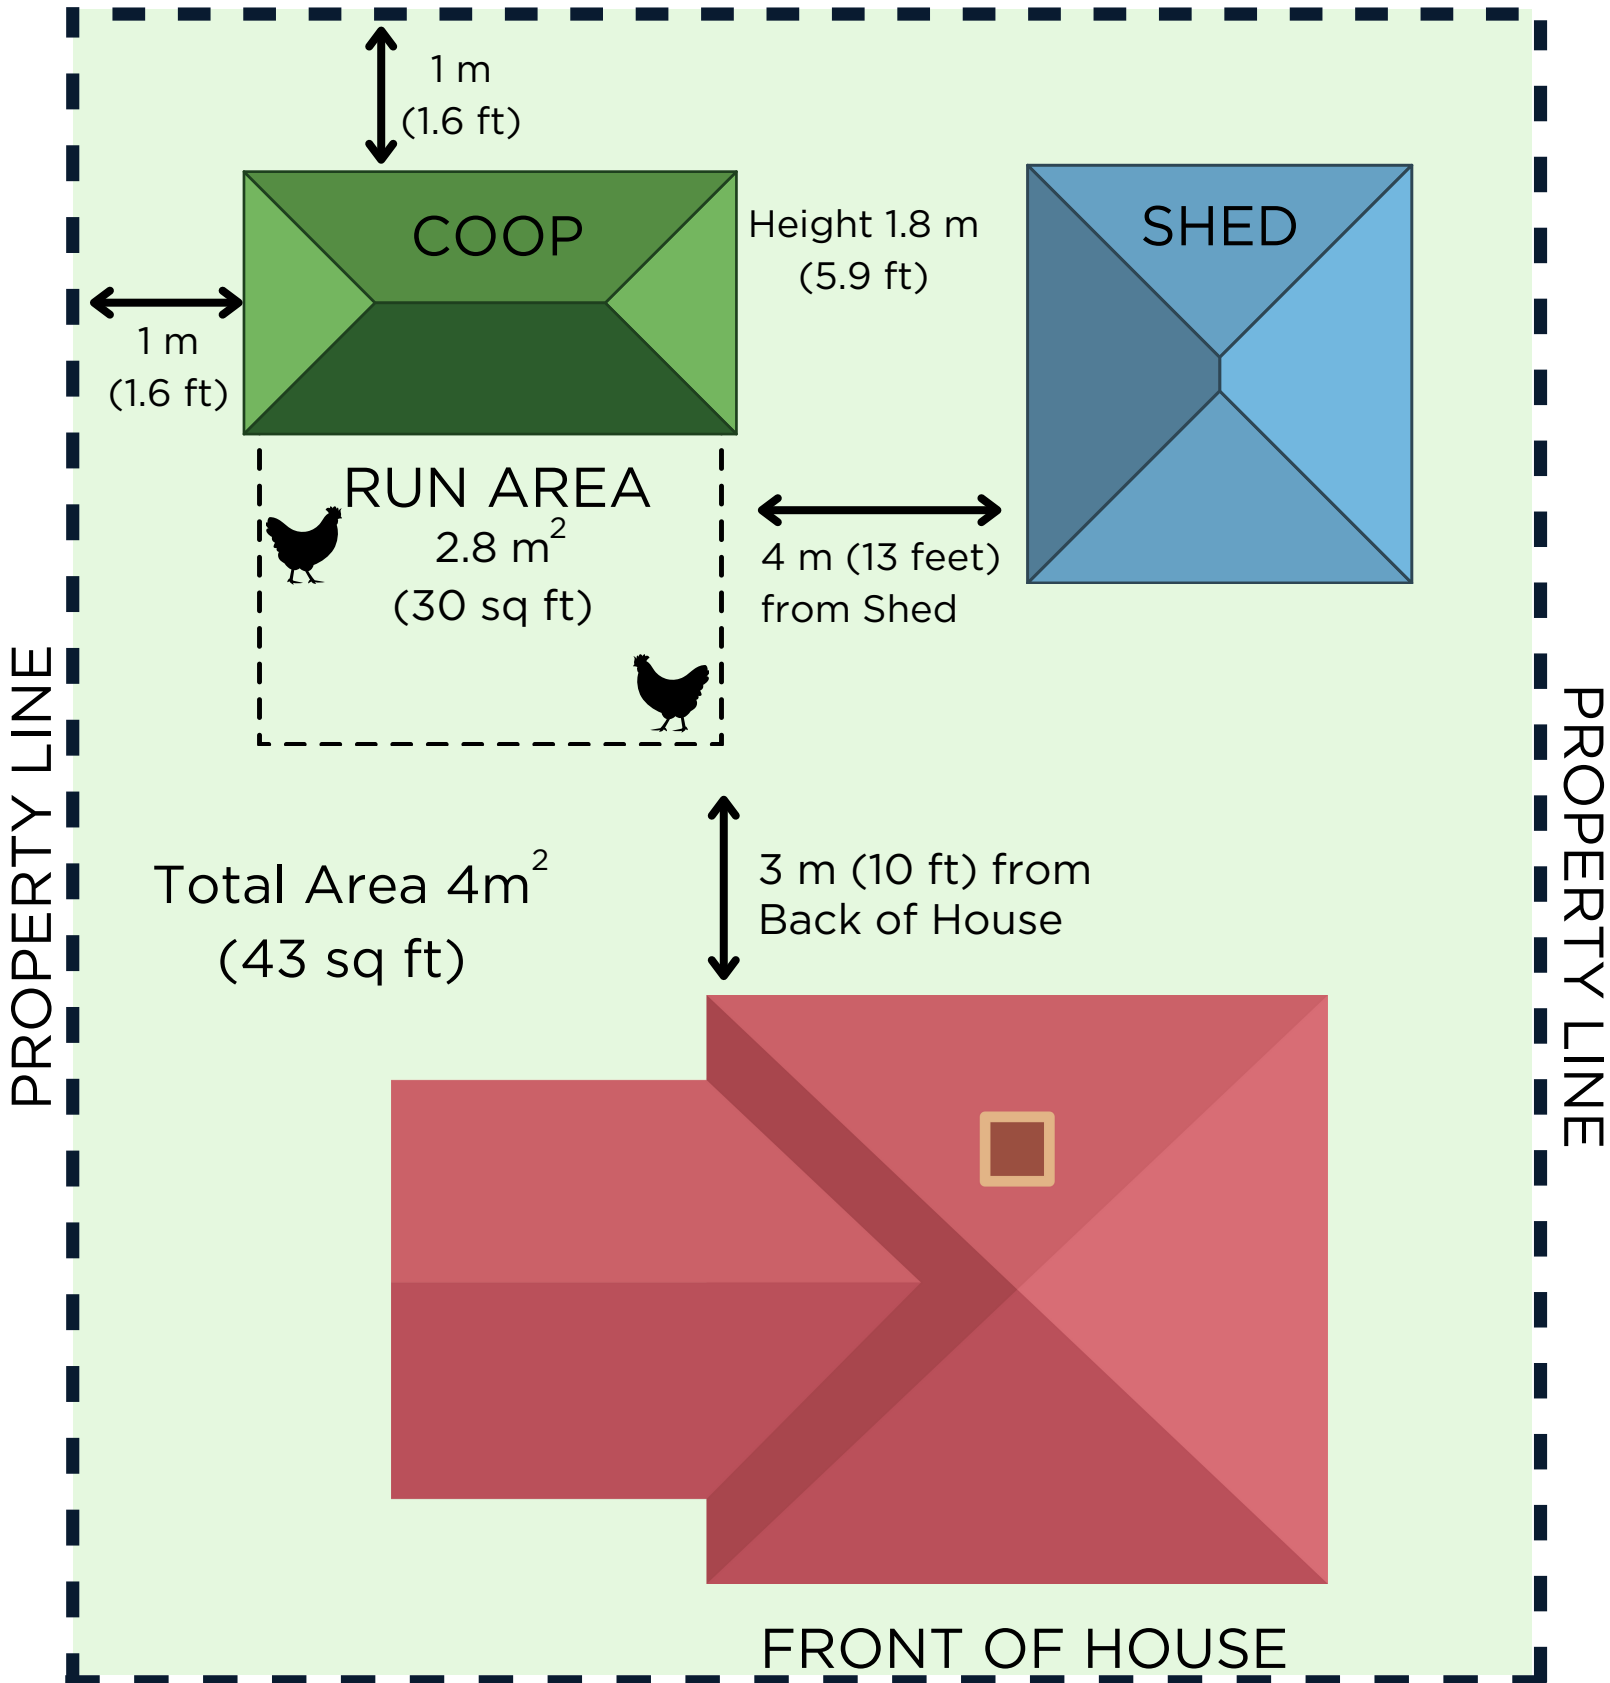 1 m
(1.6 ft)
COOP
Height 1.8 m
(5.9 ft)
SHED
1 m
(1.6 ft)
RUN AREA
2.8 m²
(30 sq ft)
4 m (13 feet)
from Shed
PROPERTY LINE
PROPERTY LINE
Total Area 4m²
(43 sq ft)
3 m (10 ft) from
Back of House
FRONT OF HOUSE